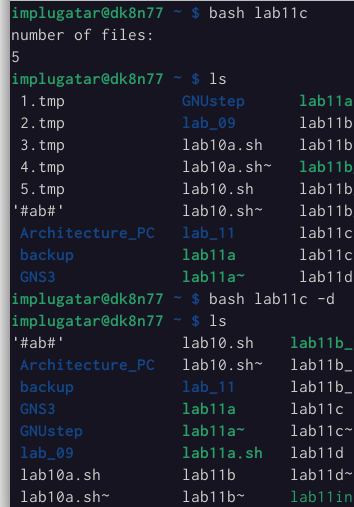 implugatar@dk8n77 ~ $ bash lab11c
number of files:
5
implugatar@dk8n77 ~ $ ls
1.tmp GNUstep lab11a
2.tmp lab_09 lab11b
3.tmp lab10a.sh lab11b
4.tmp lab10a.sh~ lab11b
5.tmp lab10.sh lab11b
'#ab#' lab10.sh~ lab11b
Architecture_PC lab_11 lab11c
backup lab11a lab11c
GNS3 lab11a~ lab11d
implugatar@dk8n77 ~ $ bash lab11c -d
implugatar@dk8n77 ~ $ ls
'#ab#' lab10.sh lab11b_
Architecture_PC lab10.sh~ lab11b_
backup lab_11 lab11b_
GNS3 lab11a lab11c
GNUstep lab11a~ lab11c~
lab_09 lab11a.sh lab11d
lab10a.sh lab11b lab11d~
lab10a.sh~ lab11b~ lab11in